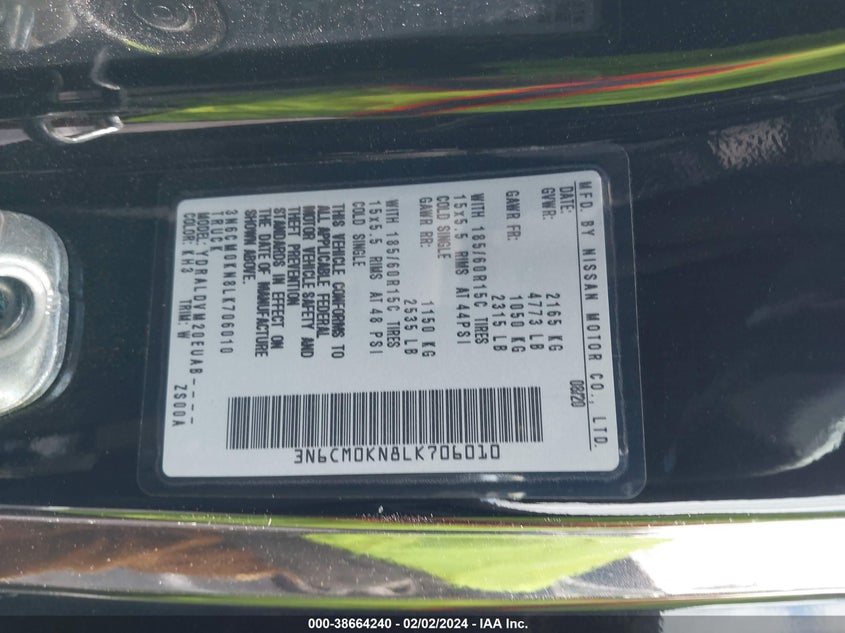 MFD. BY NISSAN MOTOR CO., LTD.
DATE: 08/20
GVWR: 2165 KG
4773 LB
GAWR FR: 1050 KG
2315 LB
WITH 185/60R15C TIRES
15x5.5 RIMS AT 44PSI
COLD SINGLE
GAWR RR: 1150 KG
2535 LB
WITH 185/60R15C TIRES
15x5.5 RIMS AT 48 PSI
COLD SINGLE
THIS VEHICLE CONFORMS TO
ALL APPLICABLE FEDERAL
MOTOR VEHICLE SAFETY AND
THEFT PREVENTION
STANDARDS IN EFFECT ON
THE DATE OF MANUFACTURE
SHOWN ABOVE.
3N6CM0KN8LK706010
TRUCK
MODEL: YDRALDYM20EUAB----
COLOR: KH3 TRIM: W ZS00A
3N6CM0KN8LK706010
000-38664240 - 02/02/2024 - IAA Inc.